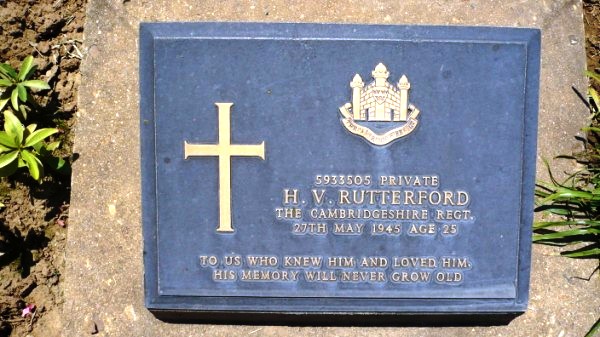 5933505 PRIVATE
H. V. RUTTERFORD
THE CAMBRIDGESHIRE REGT.
27TH MAY 1945 AGE 25
TO US WHO KNEW HIM AND LOVED HIM,
HIS MEMORY WILL NEVER GROW OLD